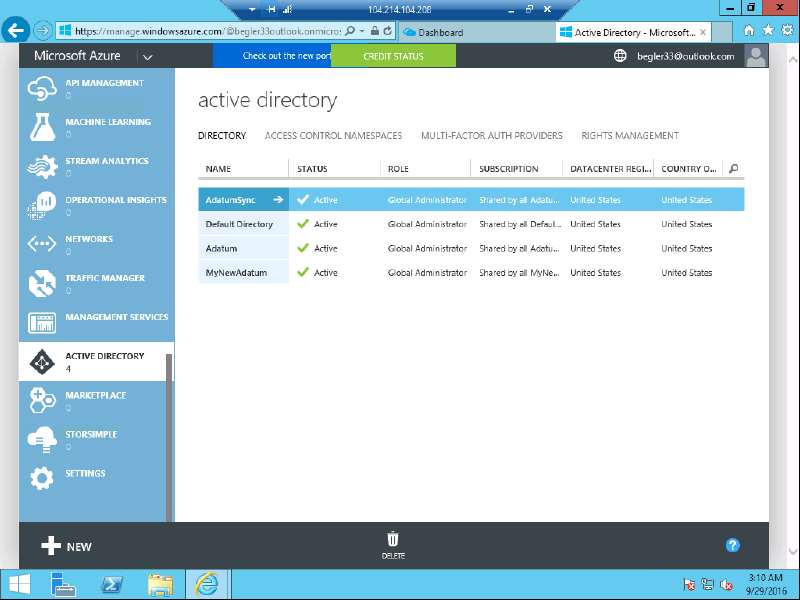 104.214.104.208
https://manage.windowsazure.com/@begler33outlook.onmicros
Dashboard
Active Directory - Microsoft...
Microsoft Azure
Check out the new port
CREDIT STATUS
begler33@outlook.com
API MANAGEMENT
0
MACHINE LEARNING
0
STREAM ANALYTICS
0
OPERATIONAL INSIGHTS
0
NETWORKS
0
TRAFFIC MANAGER
0
MANAGEMENT SERVICES
ACTIVE DIRECTORY
4
MARKETPLACE
0
STORSIMPLE
0
SETTINGS
active directory
DIRECTORY ACCESS CONTROL NAMESPACES MULTI-FACTOR AUTH PROVIDERS RIGHTS MANAGEMENT
NAME STATUS ROLE SUBSCRIPTION DATACENTER REGI... COUNTRY O...
AdatumSync Active Global Administrator Shared by all Adatu... United States United States
Default Directory Active Global Administrator Shared by all Defaul... United States United States
Adatum Active Global Administrator Shared by all Adatu... United States United States
MyNewAdatum Active Global Administrator Shared by all MyNe... United States United States
NEW
DELETE
?
3:10 AM
9/29/2016